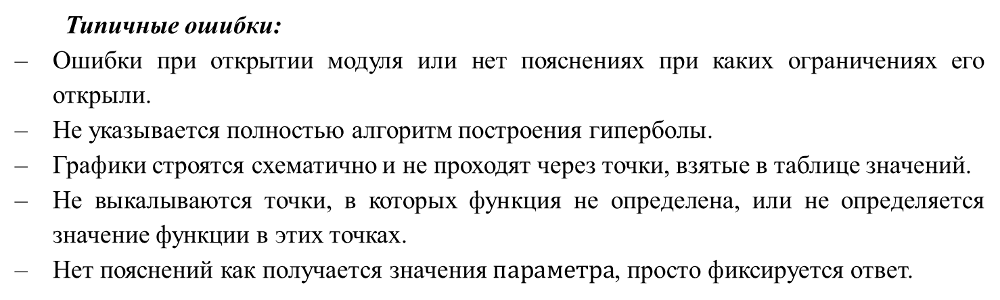 Типичные ошибки:
– Ошибки при открытии модуля или нет пояснениях при каких ограничениях его
открыли.
– Не указывается полностью алгоритм построения гиперболы.
– Графики строятся схематично и не проходят через точки, взятые в таблице значений.
– Не выкалываются точки, в которых функция не определена, или не определяется
значение функции в этих точках.
– Нет пояснений как получается значения параметра, просто фиксируется ответ.